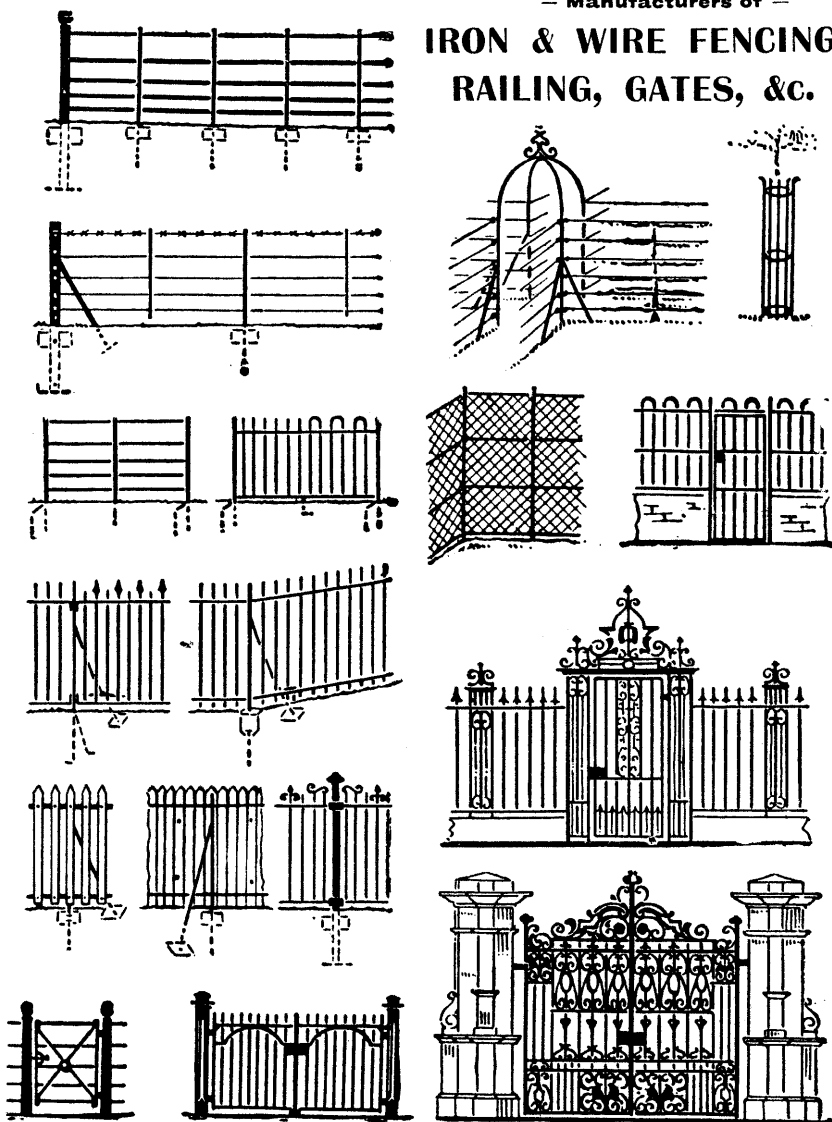 — Manufacturers of —
IRON & WIRE FENCING
RAILING, GATES, &c.